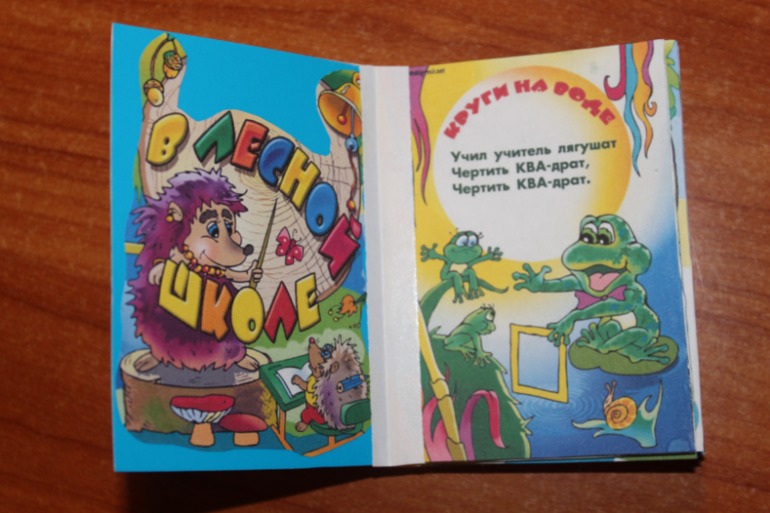 В ЛЕСНОЙ
ШКОЛЕ
КРУГИ НА ВОДЕ
Учил учитель лягушат
Чертить КВА-драт,
Чертить КВА-драт.